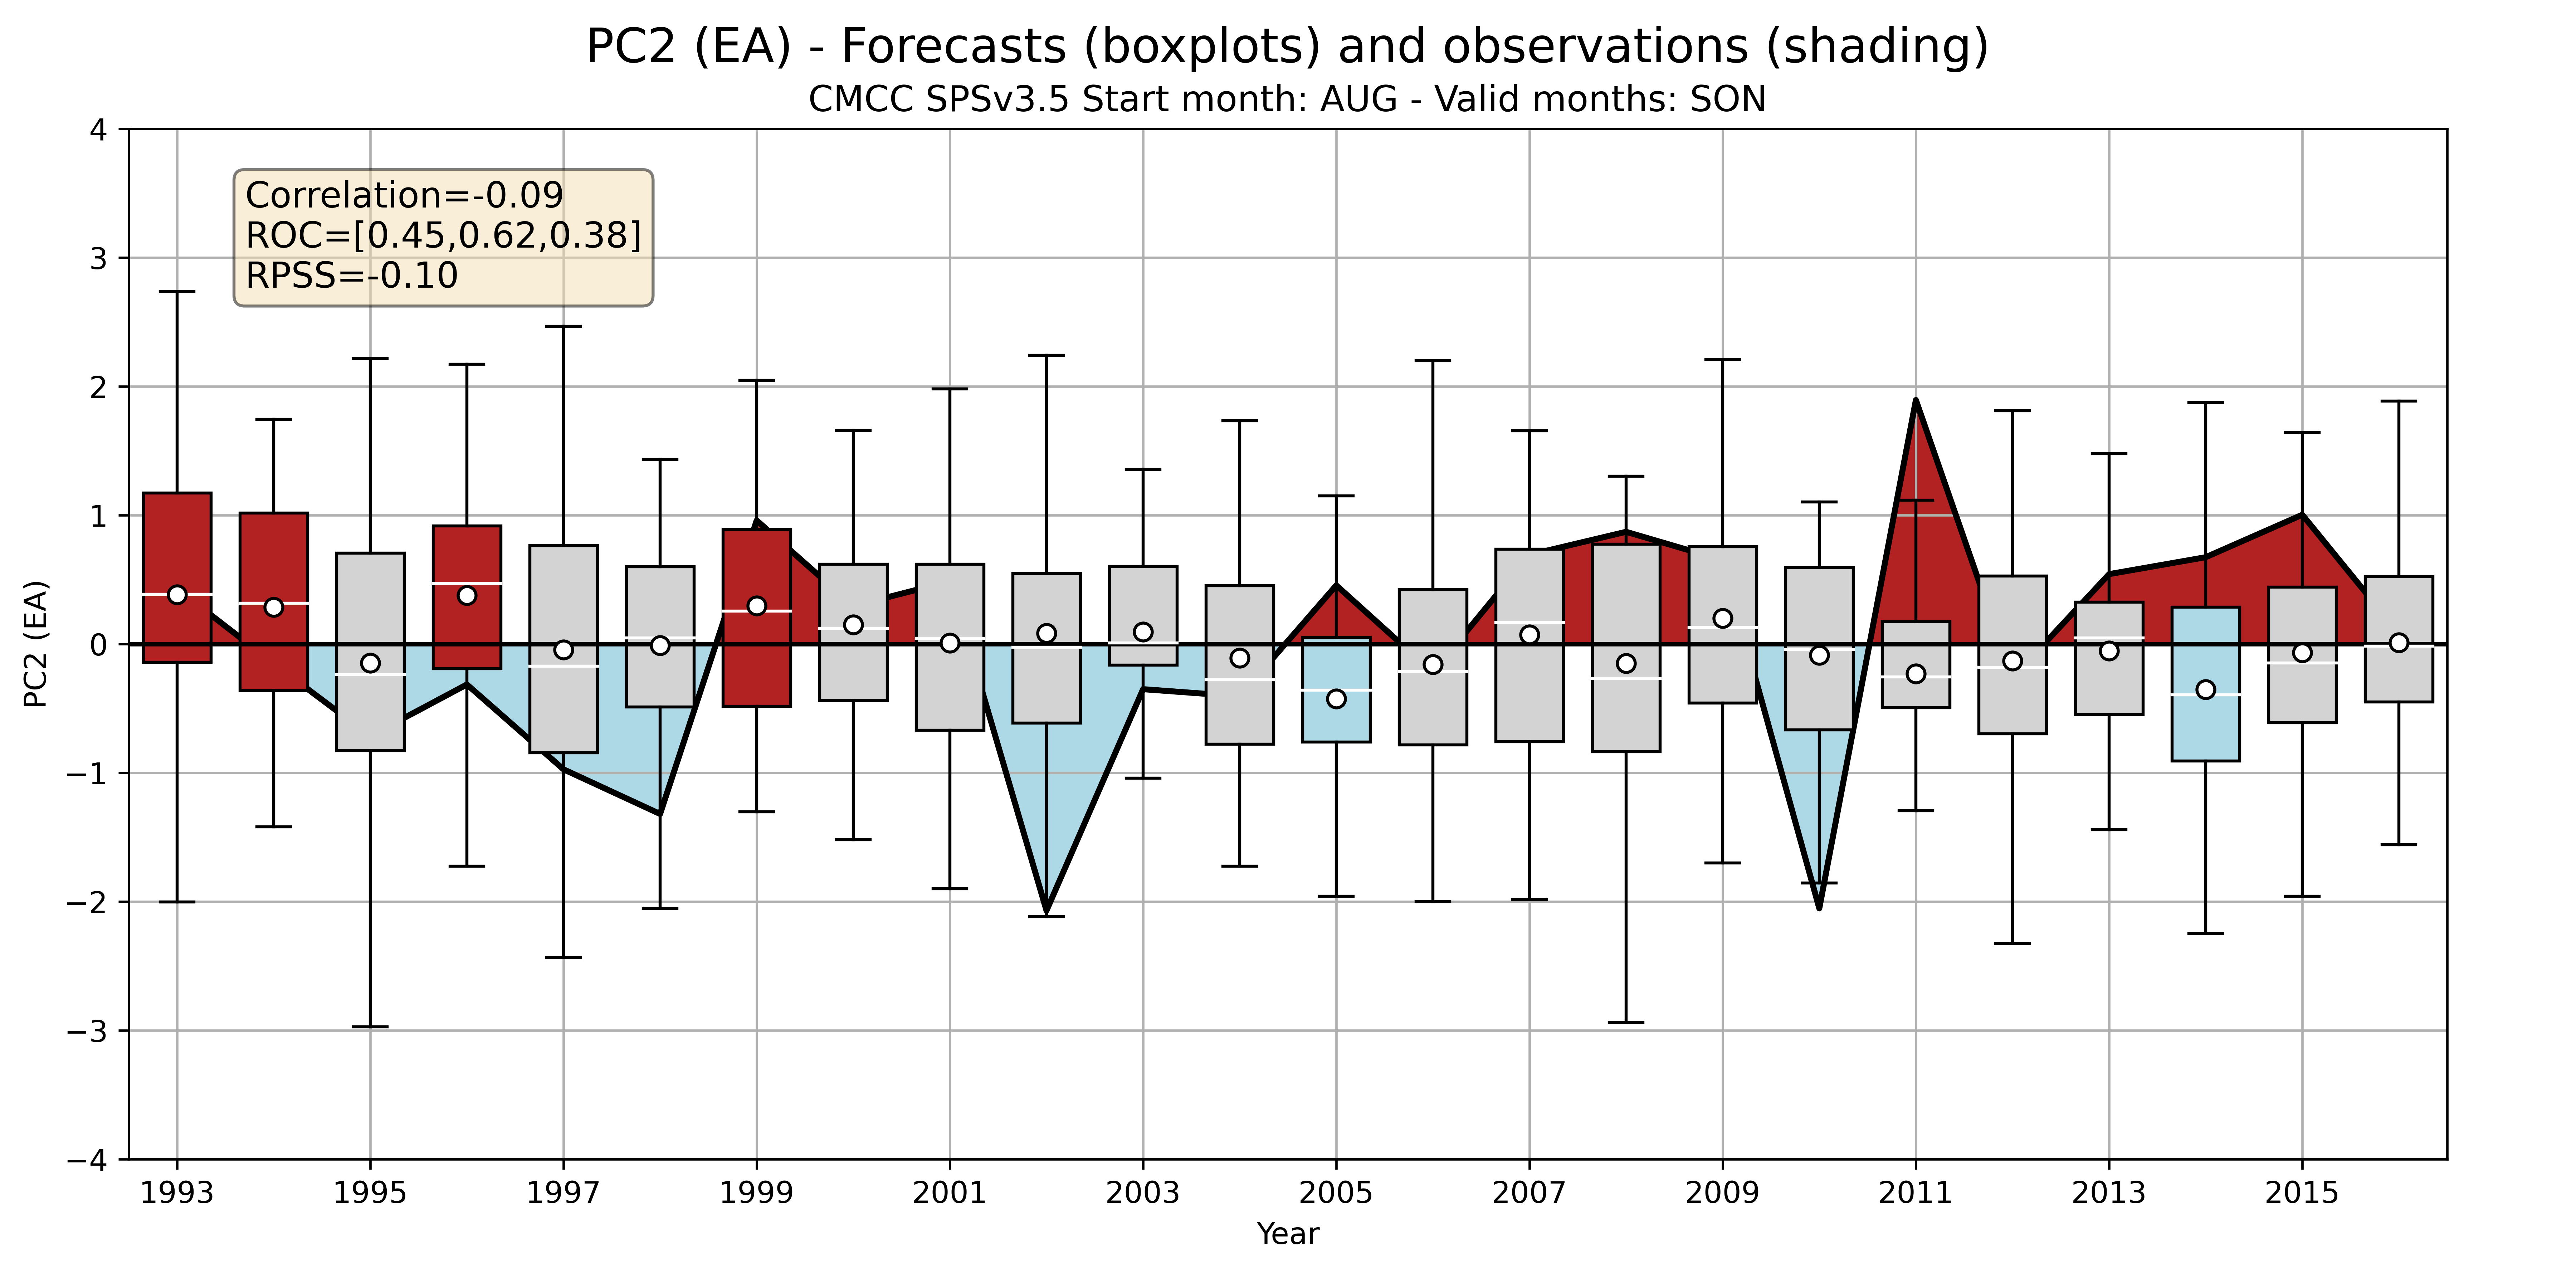 PC2 (EA) - Forecasts (boxplots) and observations (shading)
CMCC SPSv3.5 Start month: AUG - Valid months: SON
Correlation=-0.09
ROC=[0.45,0.62,0.38]
RPSS=-0.10
PC2 (EA)
4
3
2
1
0
−1
−2
−3
−4
1993 1995 1997 1999 2001 2003 2005 2007 2009 2011 2013 2015
Year